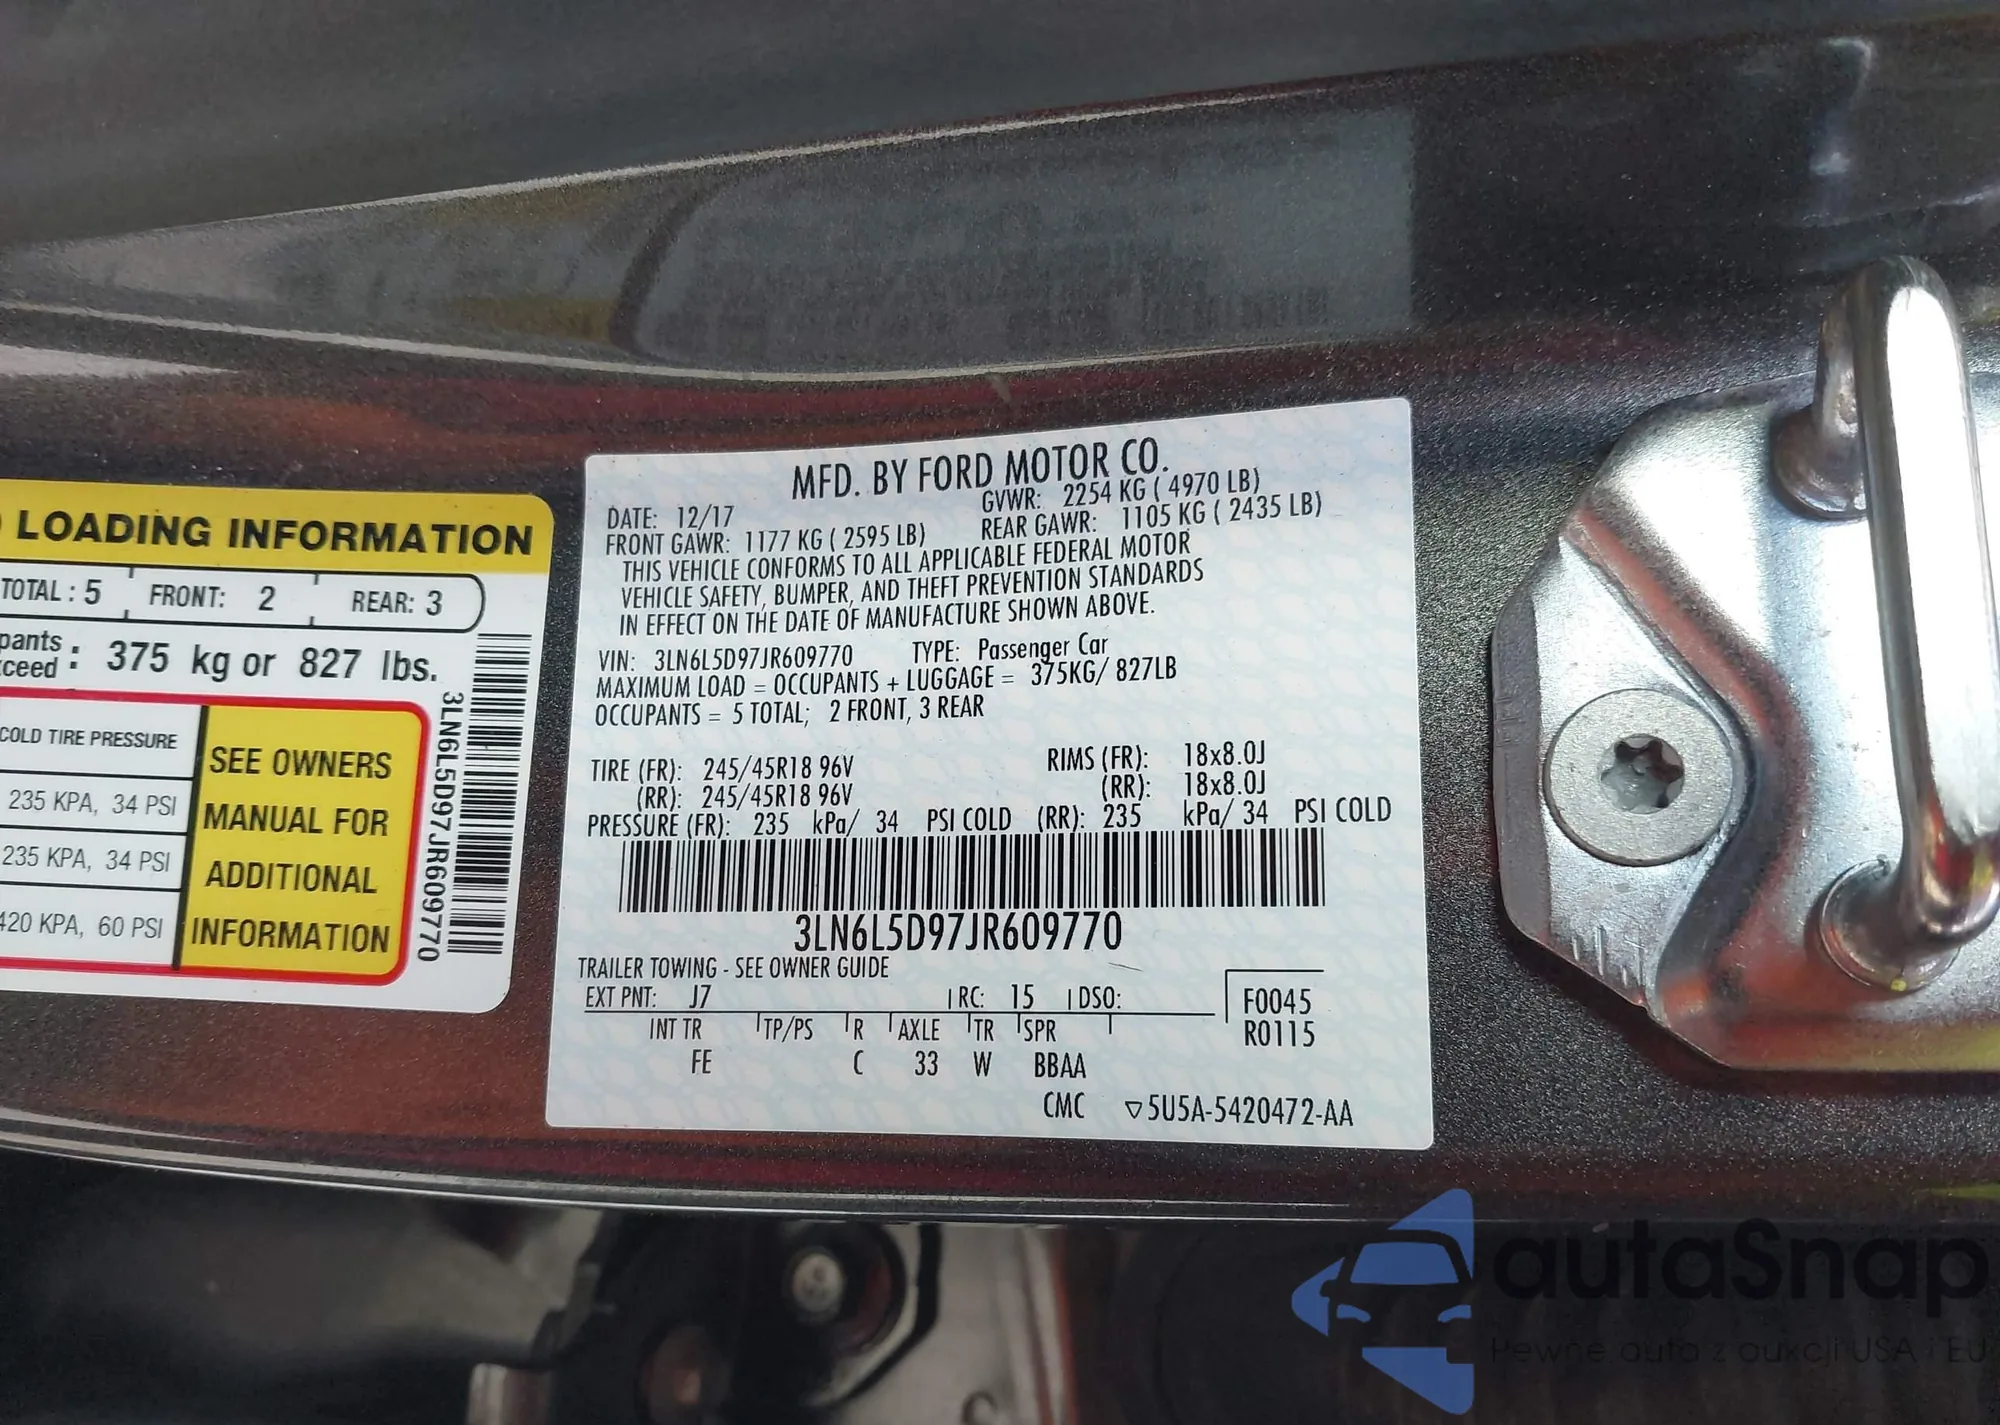 LOADING INFORMATION
TOTAL : 5 FRONT: 2 REAR: 3
pants
ceed : 375 kg or 827 lbs.
COLD TIRE PRESSURE
235 KPA, 34 PSI
235 KPA, 34 PSI
420 KPA, 60 PSI
SEE OWNERS
MANUAL FOR
ADDITIONAL
INFORMATION
3LN6L5D97JR609770
MFD. BY FORD MOTOR CO.
DATE: 12/17 GVWR: 2254 KG ( 4970 LB)
FRONT GAWR: 1177 KG ( 2595 LB) REAR GAWR: 1105 KG ( 2435 LB)
THIS VEHICLE CONFORMS TO ALL APPLICABLE FEDERAL MOTOR
VEHICLE SAFETY, BUMPER, AND THEFT PREVENTION STANDARDS
IN EFFECT ON THE DATE OF MANUFACTURE SHOWN ABOVE.
VIN: 3LN6L5D97JR609770 TYPE: Passenger Car
MAXIMUM LOAD = OCCUPANTS + LUGGAGE = 375KG/ 827LB
OCCUPANTS = 5 TOTAL; 2 FRONT, 3 REAR
TIRE (FR): 245/45R18 96V RIMS (FR): 18x8.0J
(RR): 245/45R18 96V (RR): 18x8.0J
PRESSURE (FR): 235 kPa/ 34 PSI COLD (RR): 235 kPa/ 34 PSI COLD
3LN6L5D97JR609770
TRAILER TOWING - SEE OWNER GUIDE
EXT PNT: J7 RC: 15 DSO:
INT TR TP/PS R AXLE TR SPR
FE C 33 W BBAA
F0045
R0115
CMC ▽5U5A-5420472-AA
autaSnap
Pewne auta z aukcji USA i EU